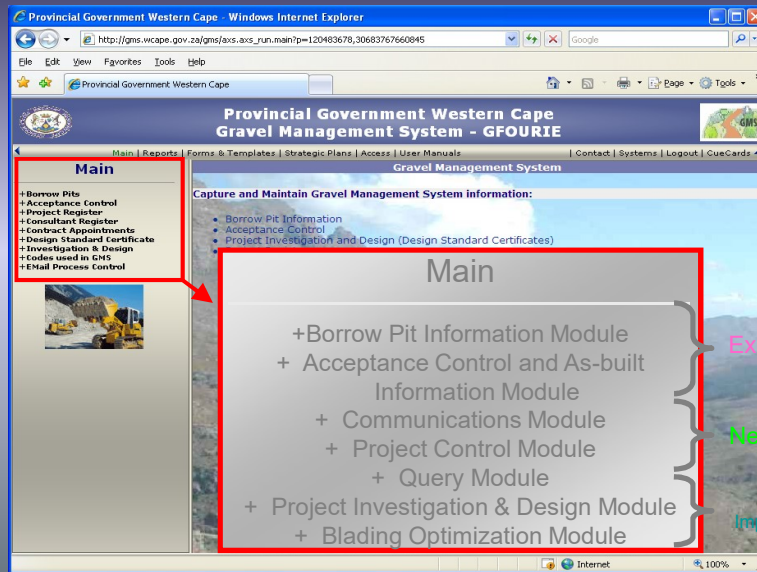 Provincial Government Western Cape - Windows Internet Explorer
http://gms.wcape.gov.za/gms/axs.axs_run.main?p=120483678,30683767660845
Google
File Edit View Favorites Tools Help
Provincial Government Western Cape
Page Tools
Provincial Government Western Cape
Gravel Management System - GFOURIE
GMS
Main | Reports | Forms & Templates | Strategic Plans | Access | User Manuals | Contact | Systems | Logout | CueCards
Main
Gravel Management System
+Borrow Pits
+Acceptance Control
+Project Register
+Consultant Register
+Contract Appointments
+Design Standard Certificate
+Investigation & Design
+Codes used in GMS
+EMail Process Control
Capture and Maintain Gravel Management System information:
• Borrow Pit Information
• Acceptance Control
• Project Investigation and Design (Design Standard Certificates)
Main
+Borrow Pit Information Module
+ Acceptance Control and As-built
Information Module
+ Communications Module
+ Project Control Module
+ Query Module
+ Project Investigation & Design Module
+ Blading Optimization Module
Ex
Ne
Imp
Internet
100%